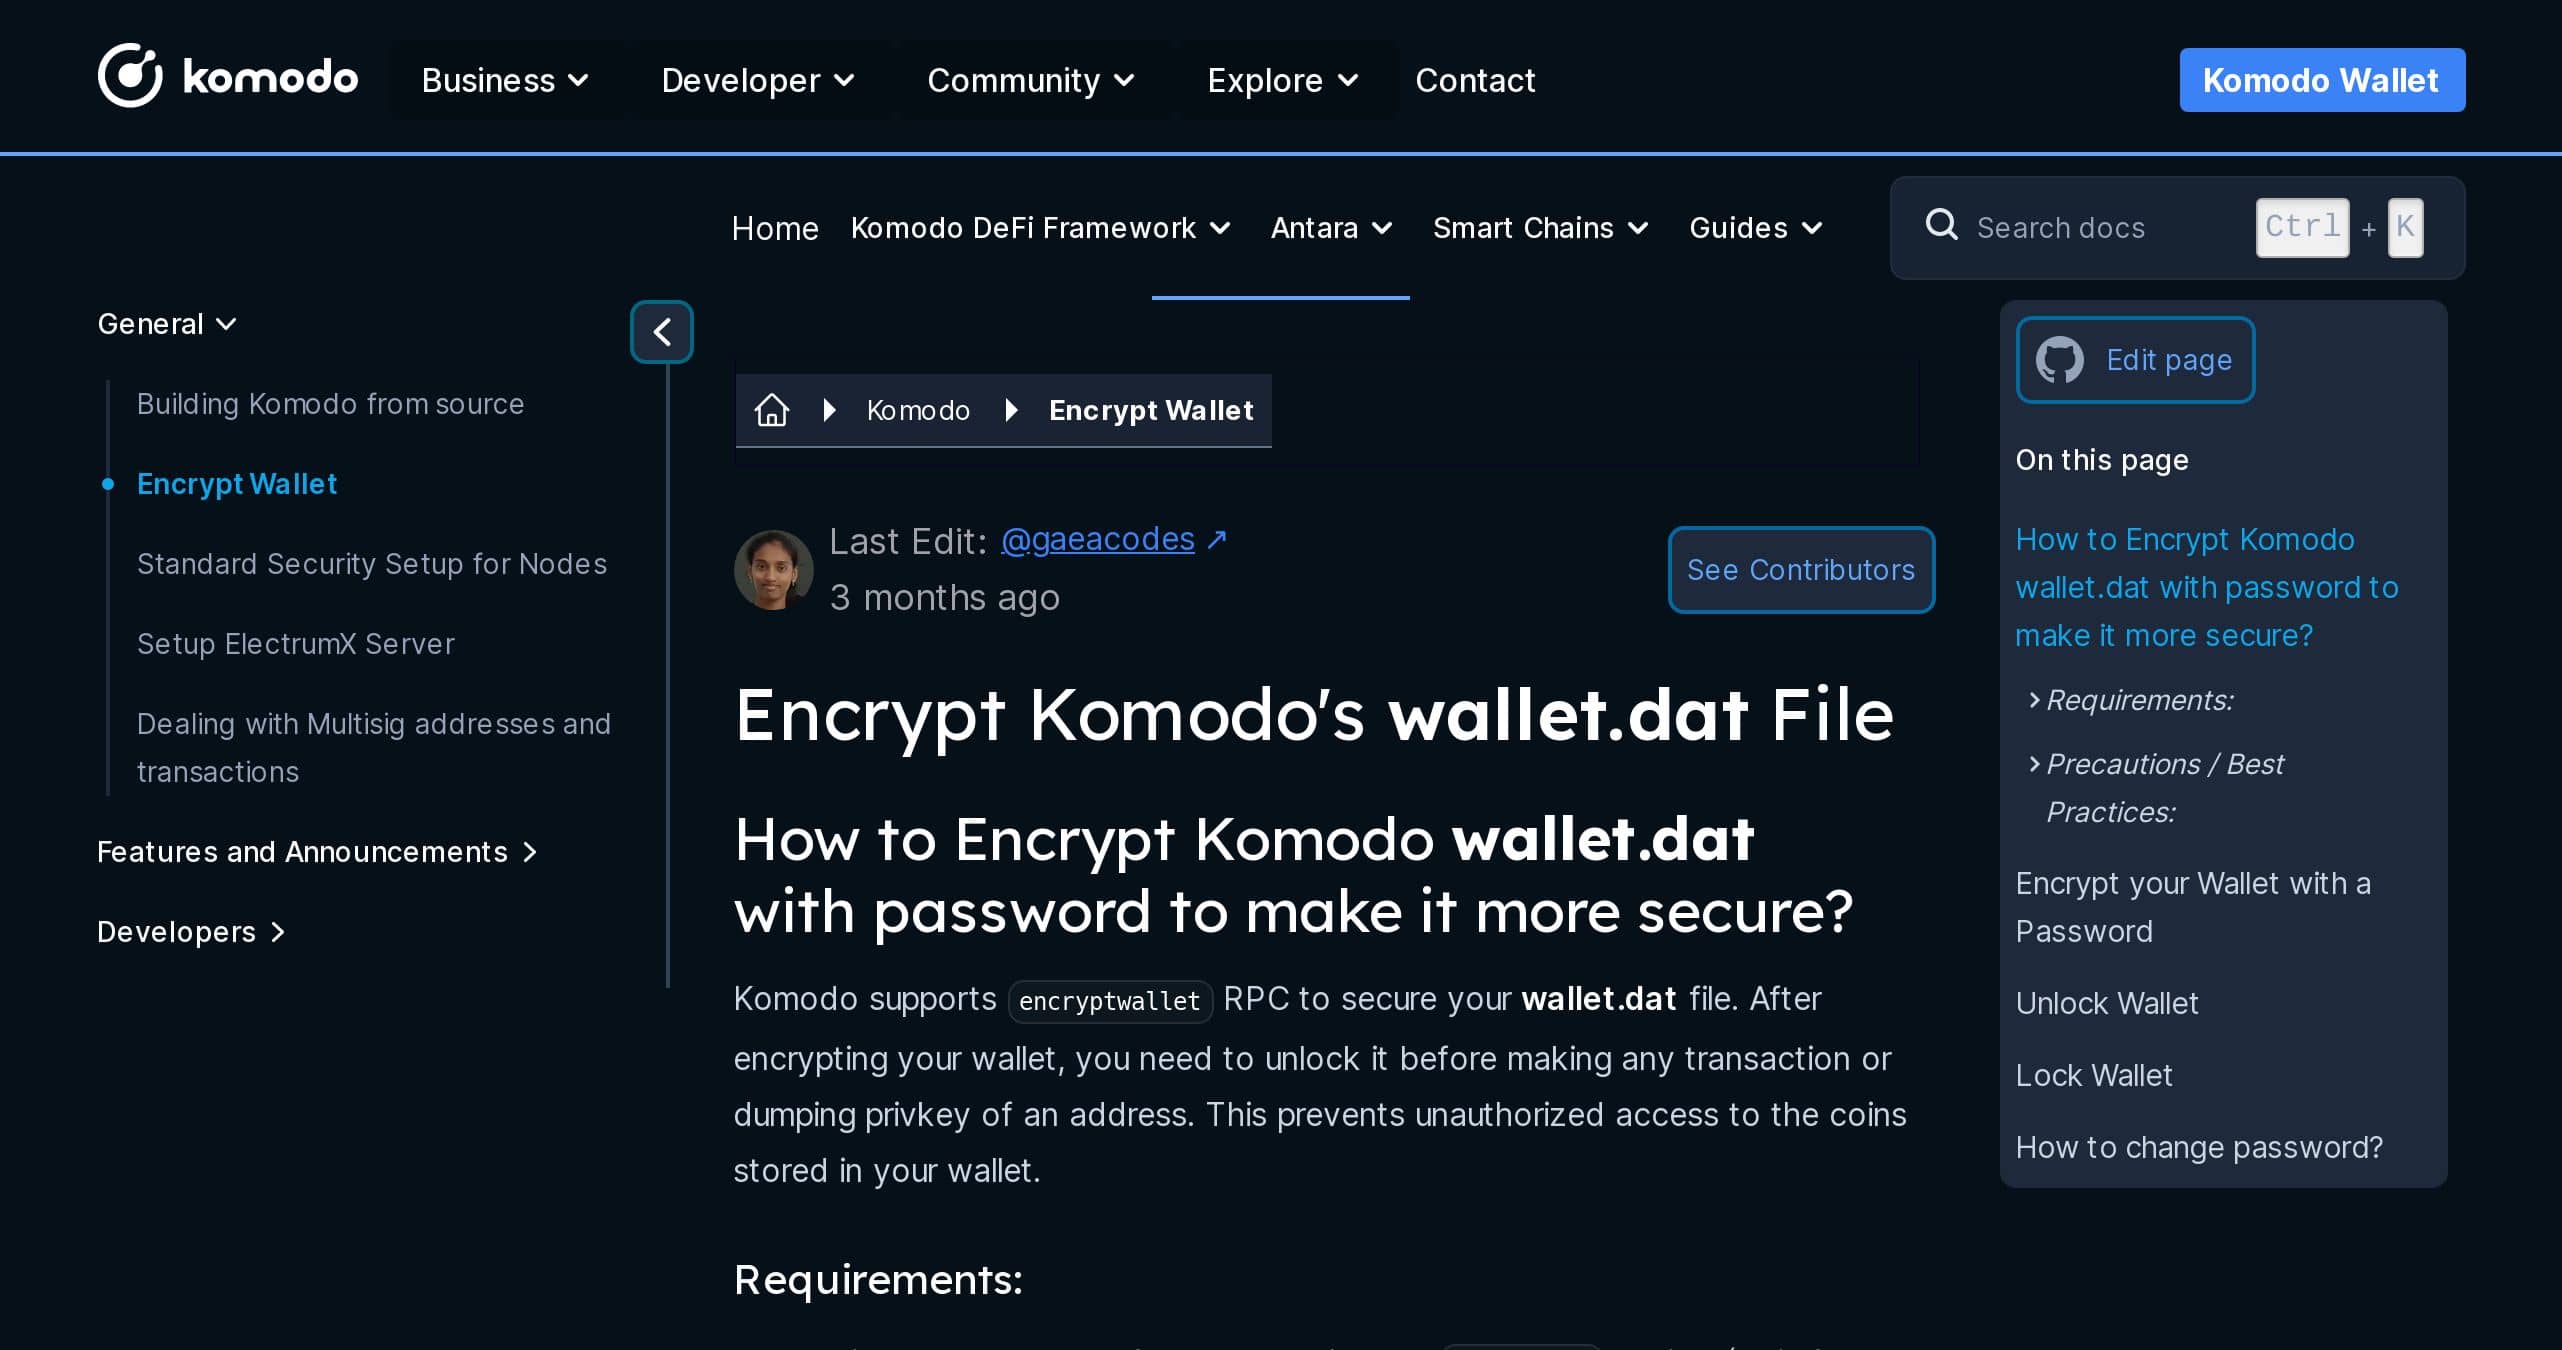 komodo
Business
Developer
Community
Explore
Contact
Komodo Wallet
Home
Komodo DeFi Framework
Antara
Smart Chains
Guides
Search docs
Ctrl + K
General
Building Komodo from source
Encrypt Wallet
Standard Security Setup for Nodes
Setup ElectrumX Server
Dealing with Multisig addresses and
transactions
Features and Announcements
Developers
Komodo
Encrypt Wallet
Last Edit: @gaeacodes ↗
3 months ago
See Contributors
Encrypt Komodo's wallet.dat File
How to Encrypt Komodo wallet.dat
with password to make it more secure?
Komodo supports encryptwallet RPC to secure your wallet.dat file. After
encrypting your wallet, you need to unlock it before making any transaction or
dumping privkey of an address. This prevents unauthorized access to the coins
stored in your wallet.
Requirements:
Edit page
On this page
How to Encrypt Komodo
wallet.dat with password to
make it more secure?
Requirements:
Precautions / Best
Practices:
Encrypt your Wallet with a
Password
Unlock Wallet
Lock Wallet
How to change password?